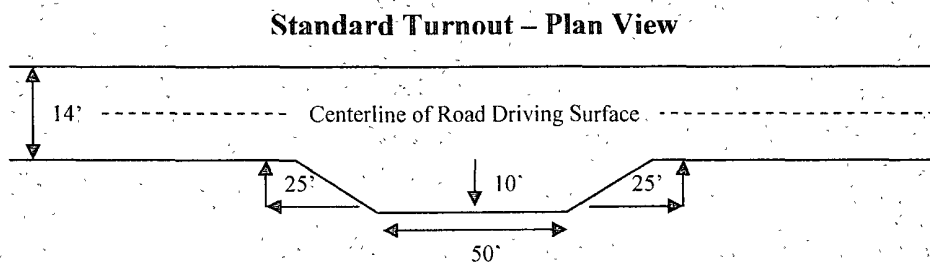 Standard Turnout – Plan View
14'
Centerline of Road Driving Surface
25'
10'
25'
50'